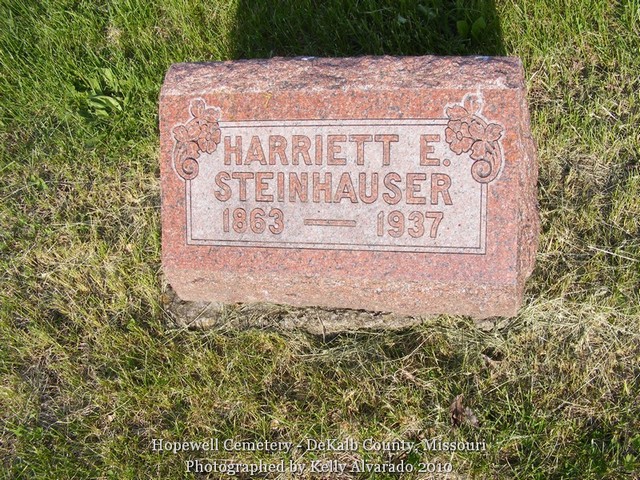 HARRIETT E.
STEINHAUSER
1863 — 1937
Hopewell Cemetery - DeKalb County, Missouri
Photographed by Kelly Alvarado 2010